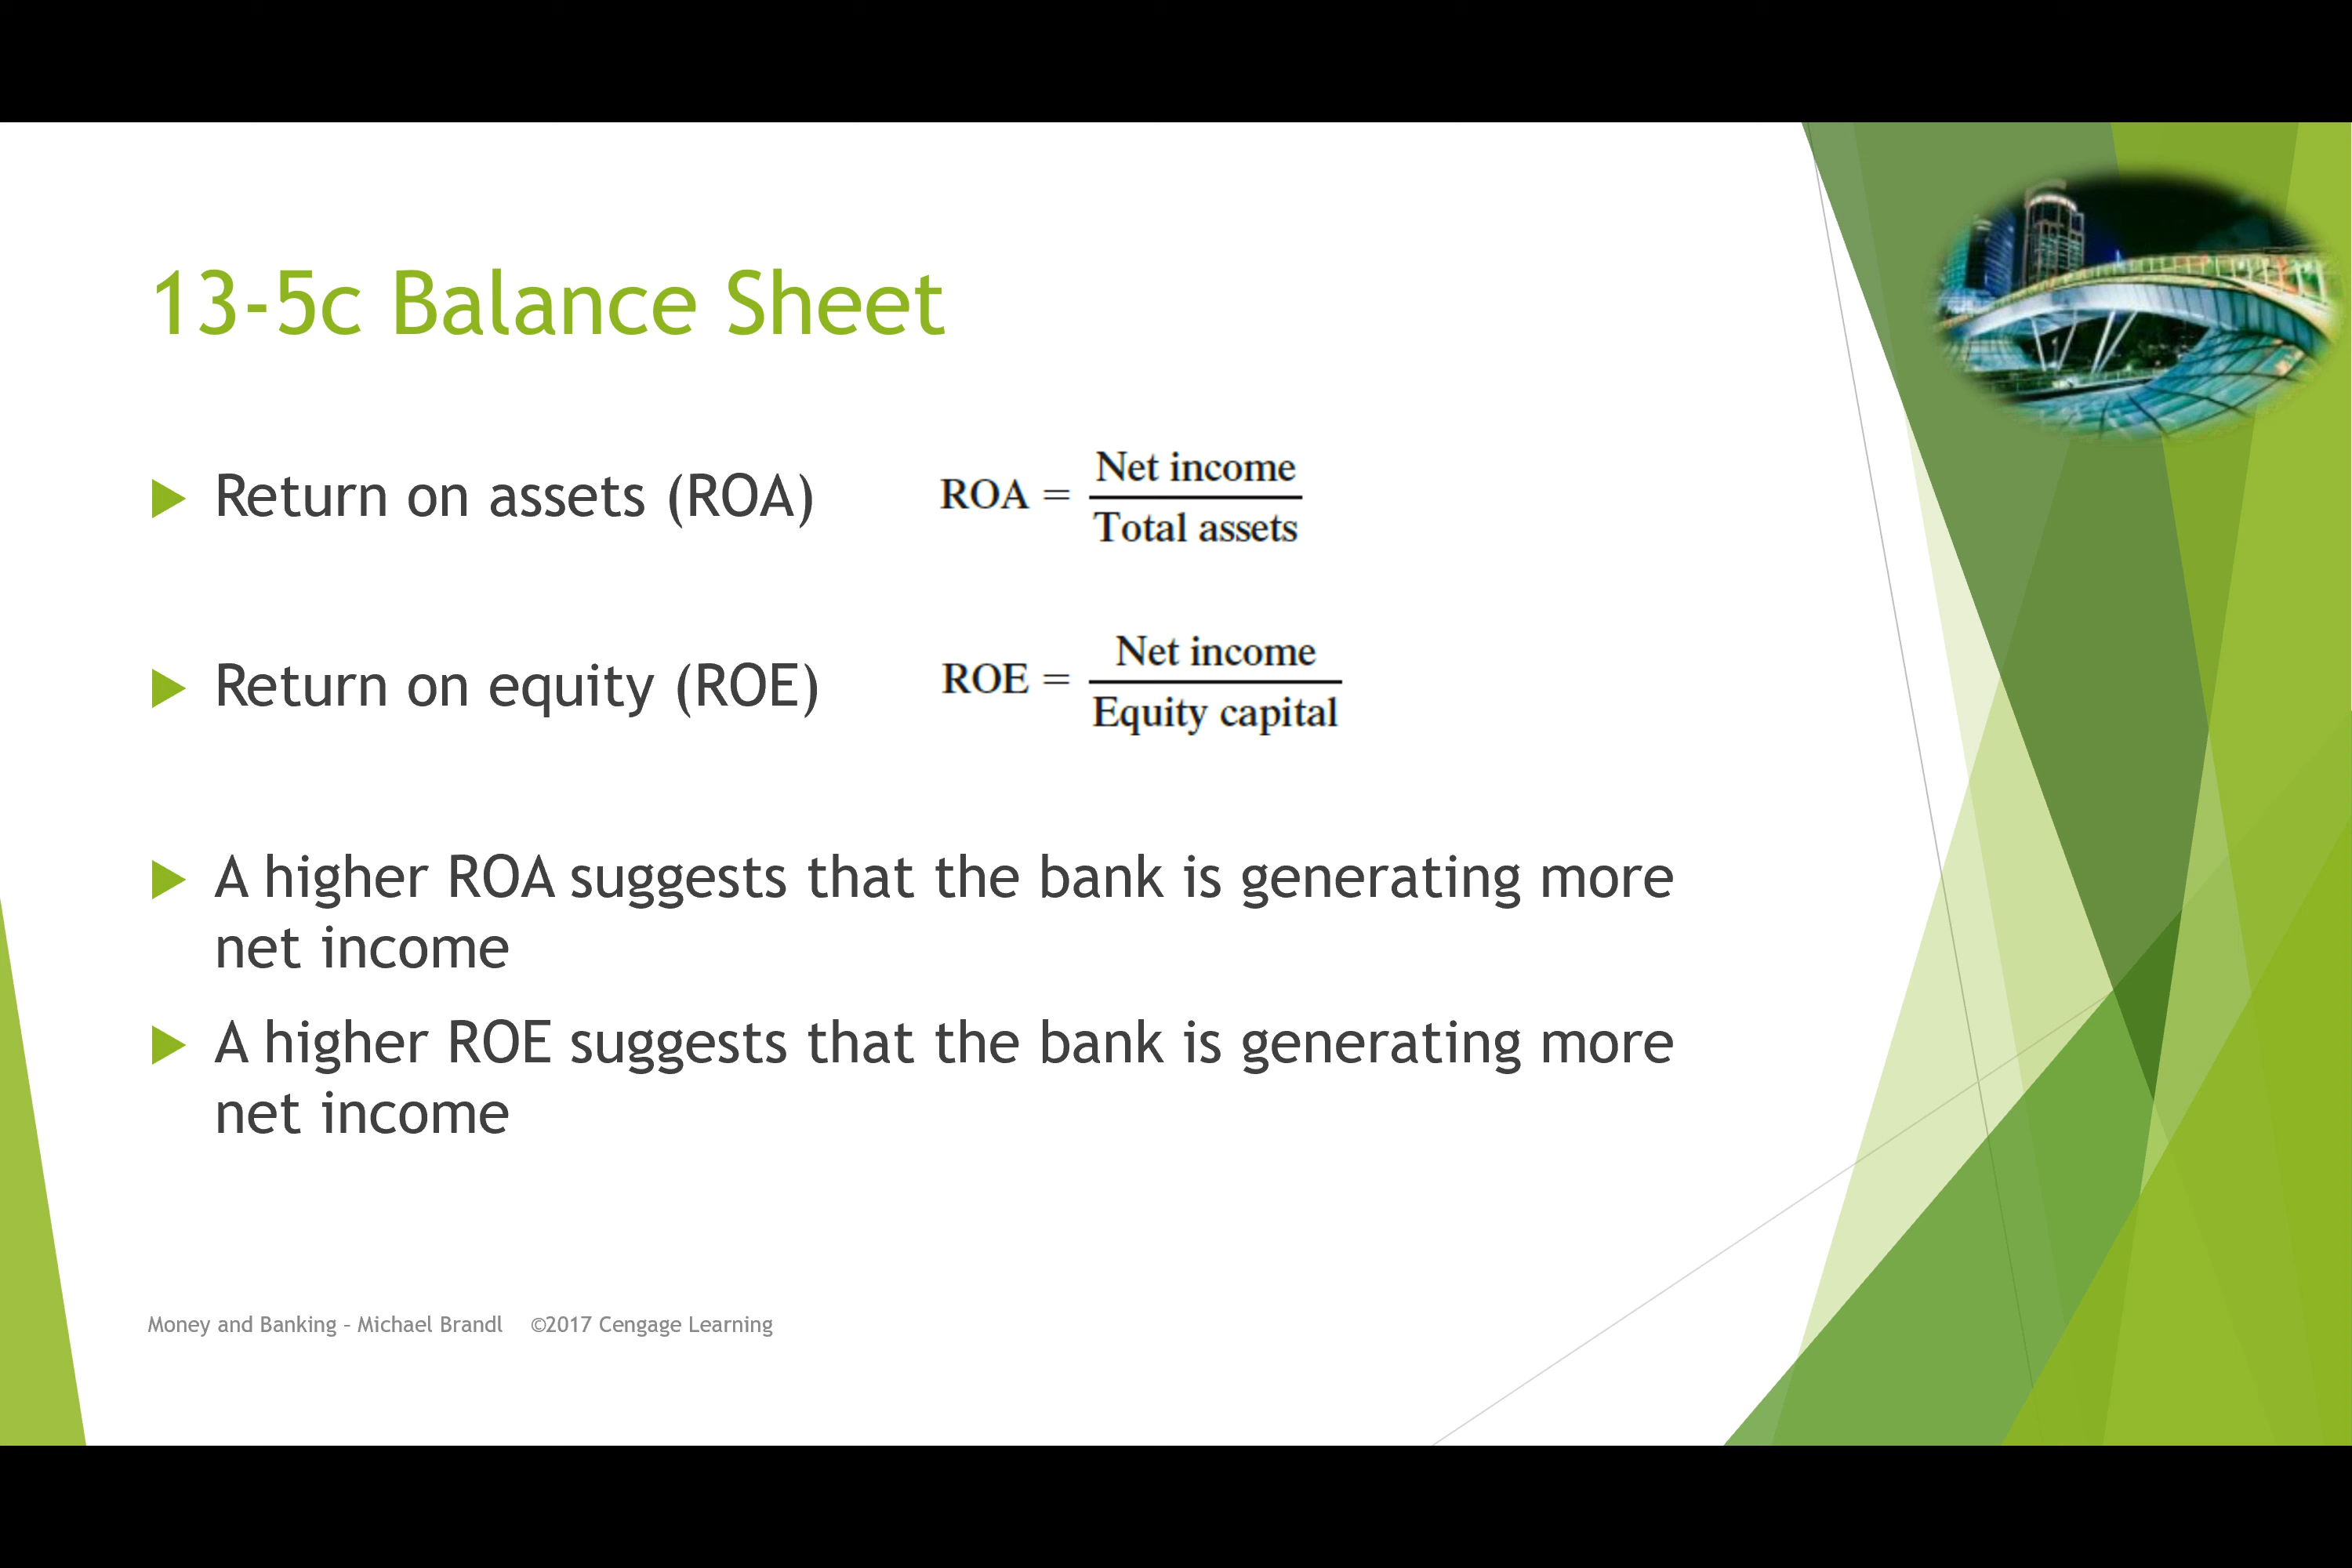 13-5c Balance Sheet
Return on assets (ROA)
ROA = Net income / Total assets
Return on equity (ROE)
ROE = Net income / Equity capital
A higher ROA suggests that the bank is generating more
net income
A higher ROE suggests that the bank is generating more
net income
Money and Banking – Michael Brandl ©2017 Cengage Learning